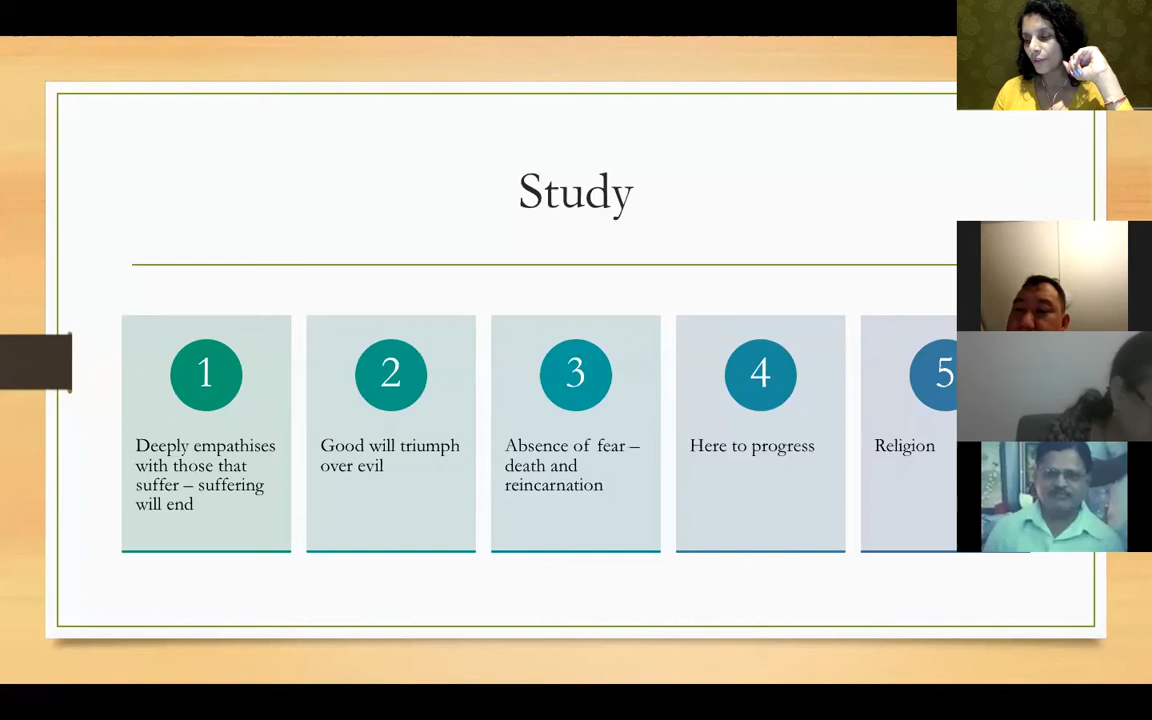 Study
1
Deeply empathises
with those that
suffer – suffering
will end
2
Good will triumph
over evil
3
Absence of fear –
death and
reincarnation
4
Here to progress
5
Religion